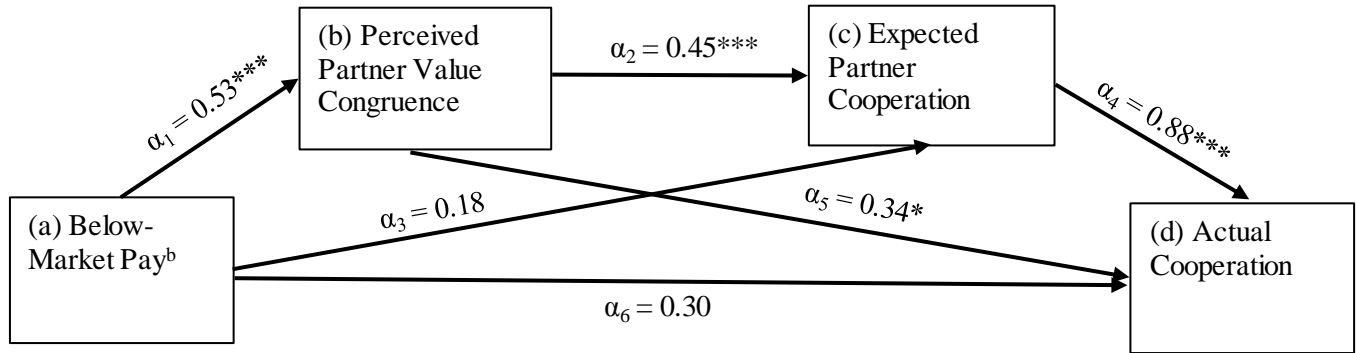 (b) Perceived
Partner Value
Congruence
α₂ = 0.45***
(c) Expected
Partner
Cooperation
α₁ = 0.53***
α₄ = 0.88***
(a) Below-
Market Payᵇ
α₃ = 0.18
α₅ = 0.34*
(d) Actual
Cooperation
α₆ = 0.30